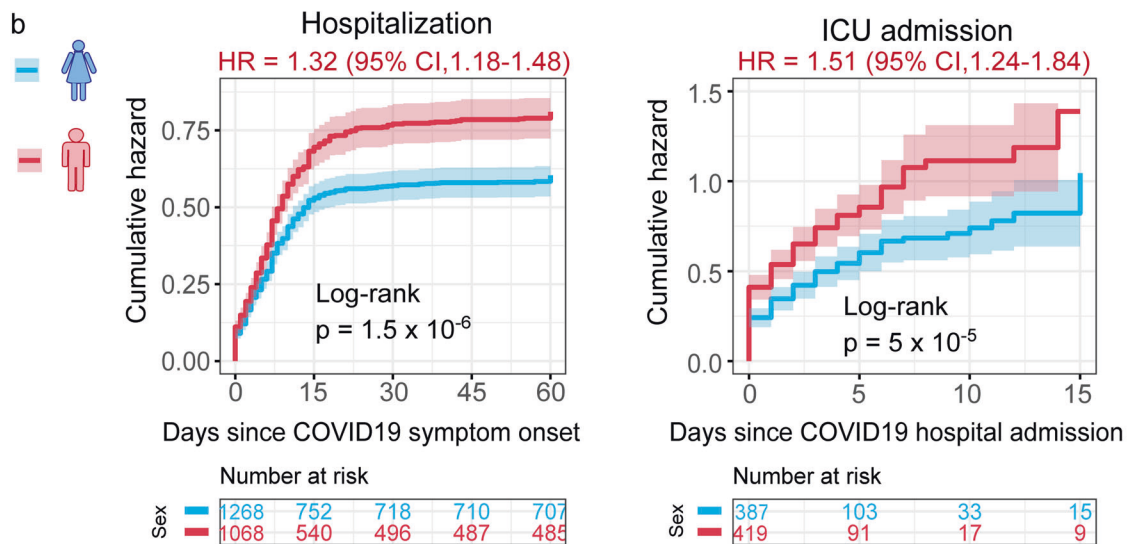 b
Hospitalization
HR = 1.32 (95% CI,1.18-1.48)
Cumulative hazard
0.75
0.50
0.25
0.00
Log-rank
p = 1.5 x 10⁻⁶
0 15 30 45 60
Days since COVID19 symptom onset
Number at risk
Sex
1268 752 718 710 707
1068 540 496 487 485
ICU admission
HR = 1.51 (95% CI,1.24-1.84)
Cumulative hazard
1.5
1.0
0.5
0.0
Log-rank
p = 5 x 10⁻⁵
0 5 10 15
Days since COVID19 hospital admission
Number at risk
Sex
387 103 33 15
419 91 17 9